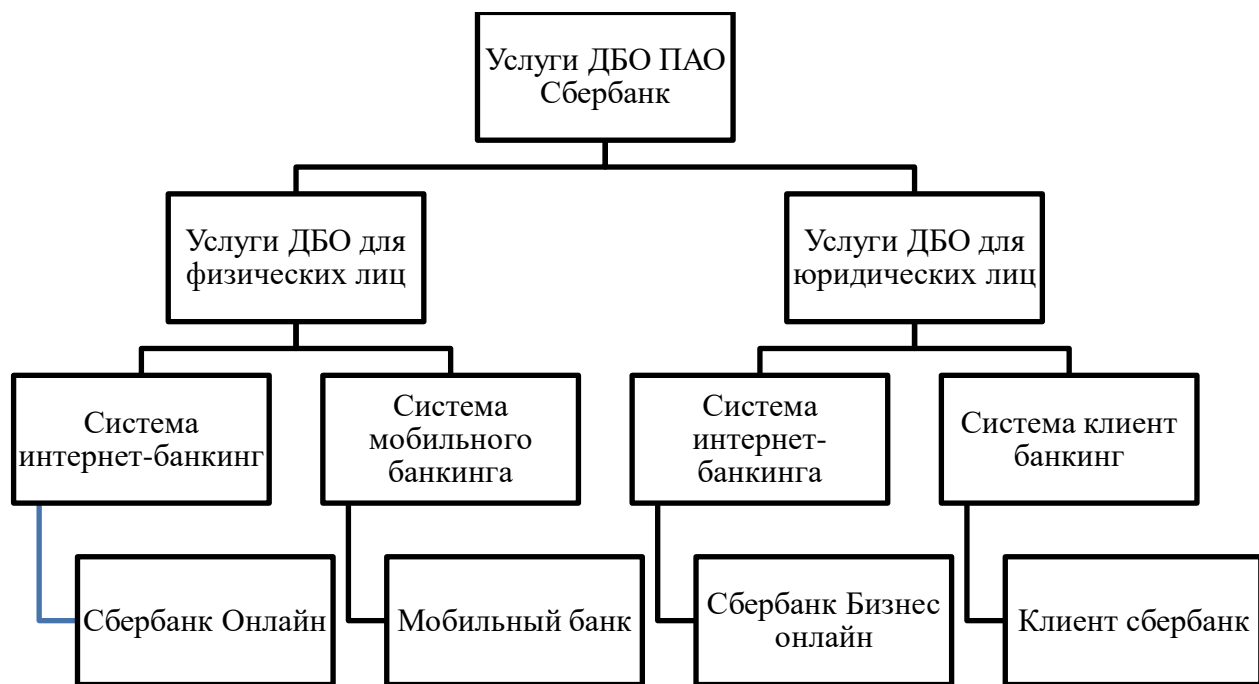 Услуги ДБО ПАО
Сбербанк
Услуги ДБО для
физических лиц
Услуги ДБО для
юридических лиц
Система
интернет-банкинг
Система
мобильного
банкинга
Система
интернет-
банкинга
Система клиент
банкинг
Сбербанк Онлайн
Мобильный банк
Сбербанк Бизнес
онлайн
Клиент сбербанк